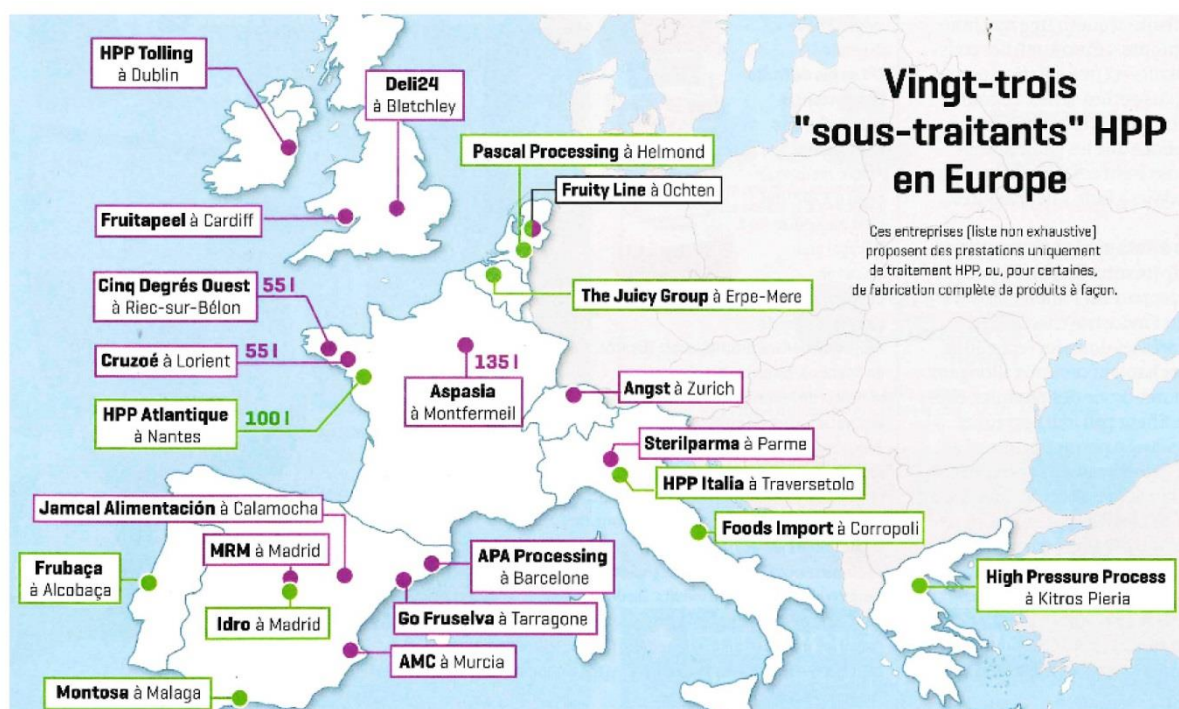 Vingt-trois
"sous-traitants" HPP
en Europe
Ces entreprises (liste non exhaustive)
proposent des prestations uniquement
de traitement HPP, ou, pour certaines,
de fabrication complète de produits à façon.
HPP Tolling
à Dublin
Deli24
à Bletchley
Pascal Processing à Helmond
Fruity Line à Ochten
Fruitapeel à Cardiff
The Juicy Group à Erpe-Mere
Cinq Degrés Ouest
à Riec-sur-Bélon
55 l
Cruzoé à Lorient
55 l
HPP Atlantique
à Nantes
100 l
135 l
Aspasia
à Montfermeil
Angst à Zurich
Sterilparma à Parme
HPP Italia à Traversetolo
Foods Import à Corropoli
Jamcal Alimentación à Calamocha
MRM à Madrid
APA Processing
à Barcelone
Frubaça
à Alcobaça
Idro à Madrid
Go Fruselva à Tarragone
High Pressure Process
à Kitros Pieria
AMC à Murcia
Montosa à Malaga